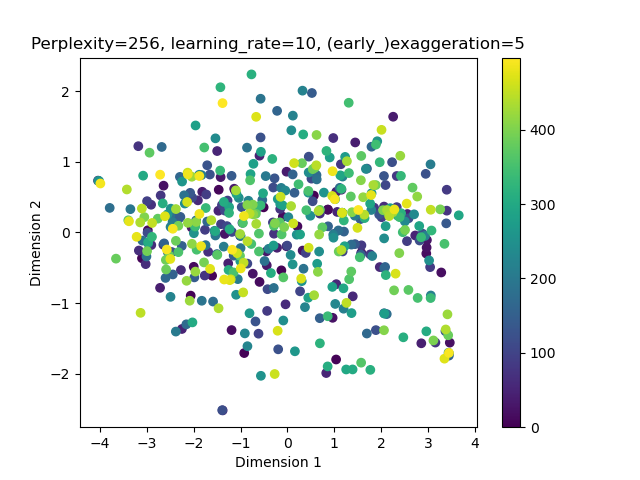 Perplexity=256, learning_rate=10, (early_)exaggeration=5
Dimension 2
2
1
0
−1
−2
−4 −3 −2 −1 0 1 2 3 4
Dimension 1
400
300
200
100
0